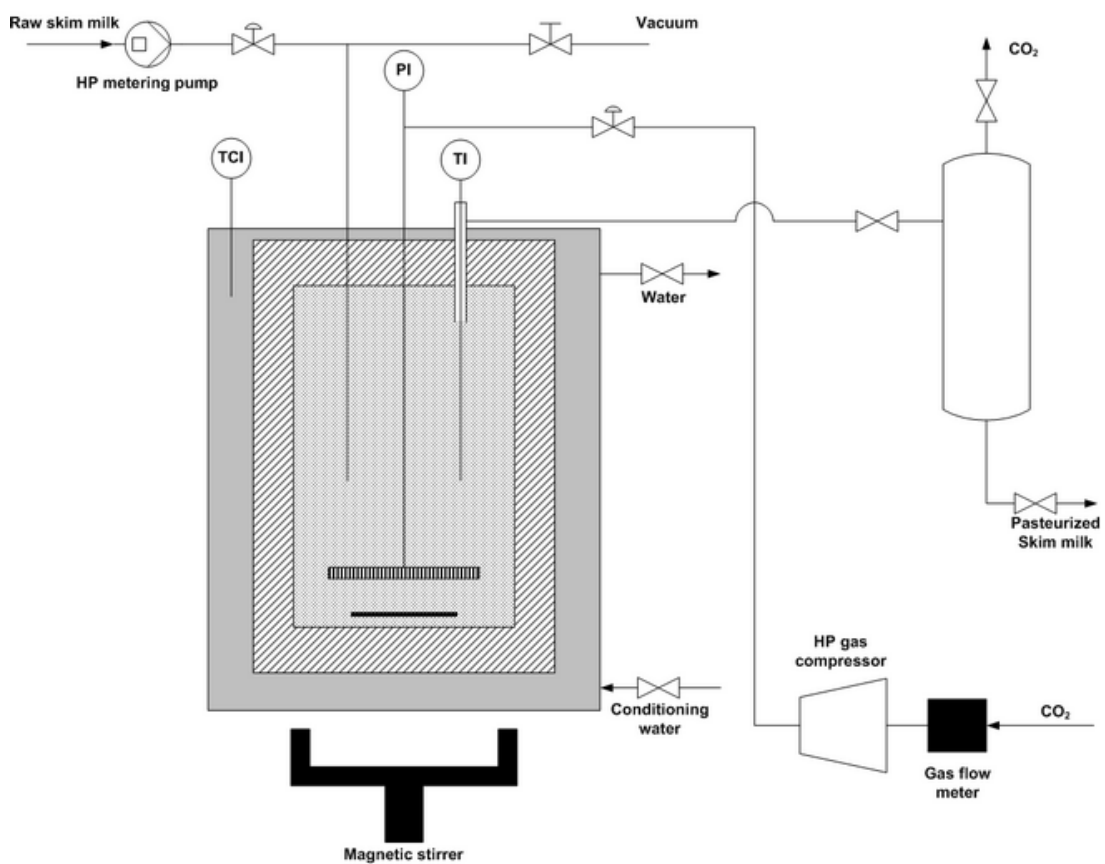 Raw skim milk
Vacuum
HP metering pump
CO₂
PI
TCI
TI
Water
Pasteurized
Skim milk
HP gas
compressor
Conditioning
water
CO₂
Gas flow
meter
Magnetic stirrer